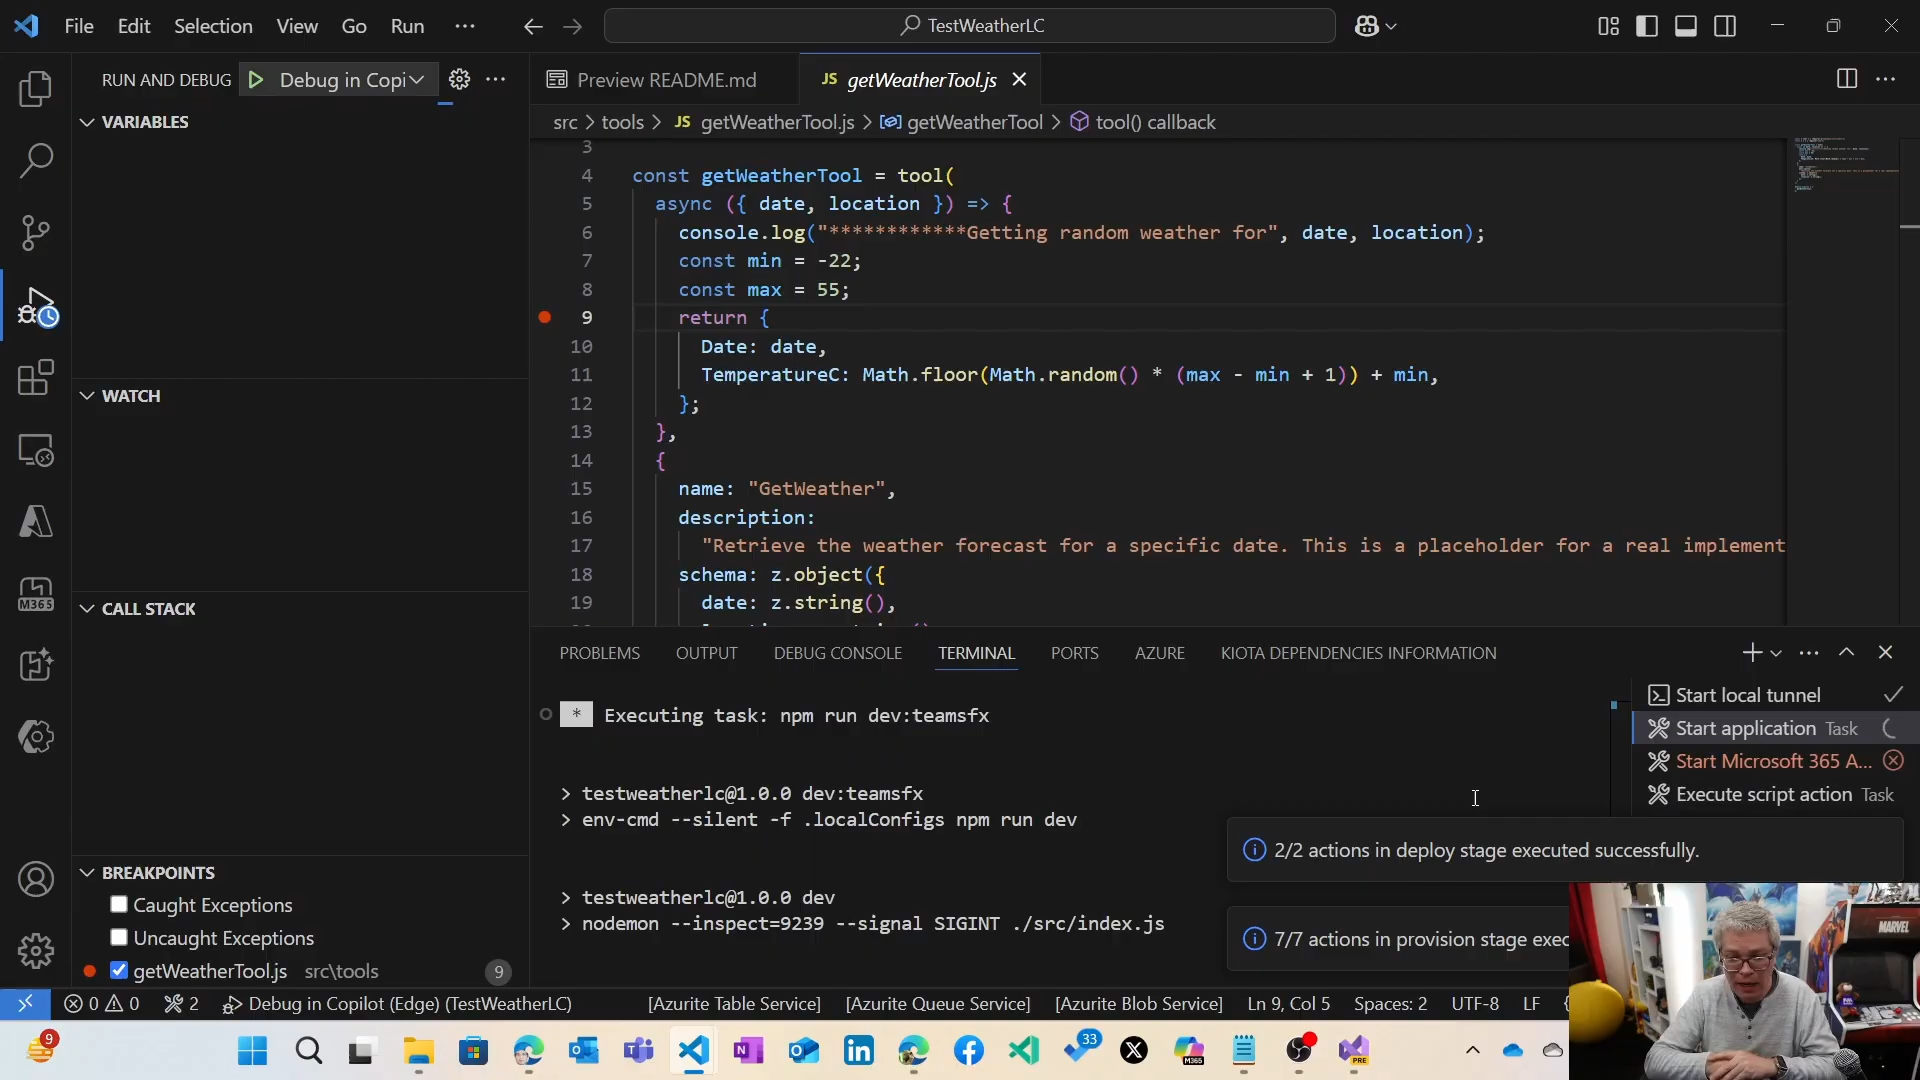 File Edit Selection View Go Run
TestWeatherLC
RUN AND DEBUG
Debug in Copi
VARIABLES
WATCH
CALL STACK
BREAKPOINTS
Caught Exceptions
Uncaught Exceptions
getWeatherTool.js src\tools 9
Preview README.md
JS getWeatherTool.js
src > tools > JS getWeatherTool.js > getWeatherTool > tool() callback
3
4 const getWeatherTool = tool(
5 async ({ date, location }) => {
6 console.log("************Getting random weather for", date, location);
7 const min = -22;
8 const max = 55;
9 return {
10 Date: date,
11 TemperatureC: Math.floor(Math.random() * (max - min + 1)) + min,
12 };
13 },
14 {
15 name: "GetWeather",
16 description:
17 "Retrieve the weather forecast for a specific date. This is a placeholder for a real implement
18 schema: z.object({
19 date: z.string(),
PROBLEMS OUTPUT DEBUG CONSOLE TERMINAL PORTS AZURE KIOTA DEPENDENCIES INFORMATION
* Executing task: npm run dev:teamsfx
> testweatherlc@1.0.0 dev:teamsfx
> env-cmd --silent -f .localConfigs npm run dev
> testweatherlc@1.0.0 dev
> nodemon --inspect=9239 --signal SIGINT ./src/index.js
Start local tunnel
Start application Task
Start Microsoft 365 A...
Execute script action Task
2/2 actions in deploy stage executed successfully.
7/7 actions in provision stage exec
MARVEL
M365
0 0 2 Debug in Copilot (Edge) (TestWeatherLC) [Azurite Table Service] [Azurite Queue Service] [Azurite Blob Service] Ln 9, Col 5 Spaces: 2 UTF-8 LF {
9
33
M365
PRE